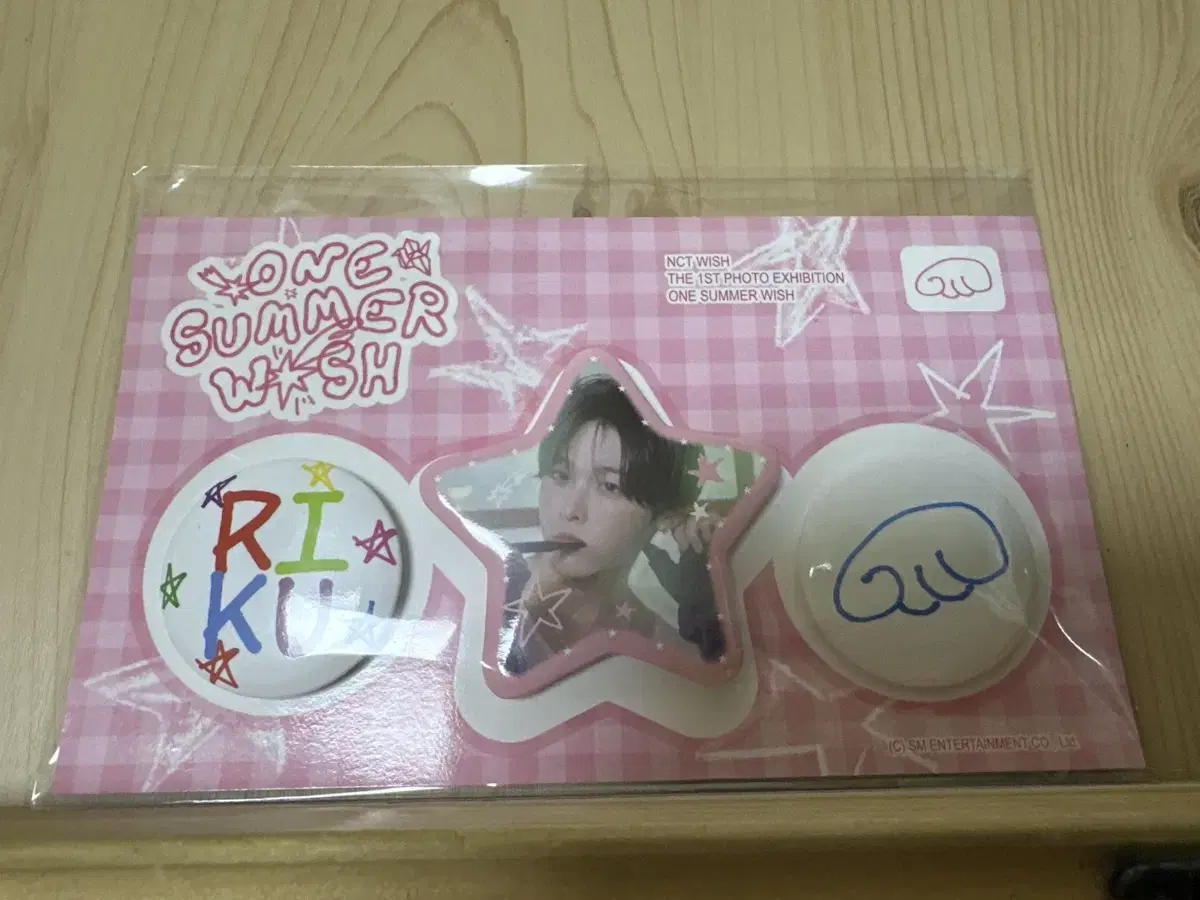 ONE
SUMMER
WISH
NCT WISH
THE 1ST PHOTO EXHIBITION
ONE SUMMER WISH
RI
KU
(C) SM ENTERTAINMENT CO., Ltd.